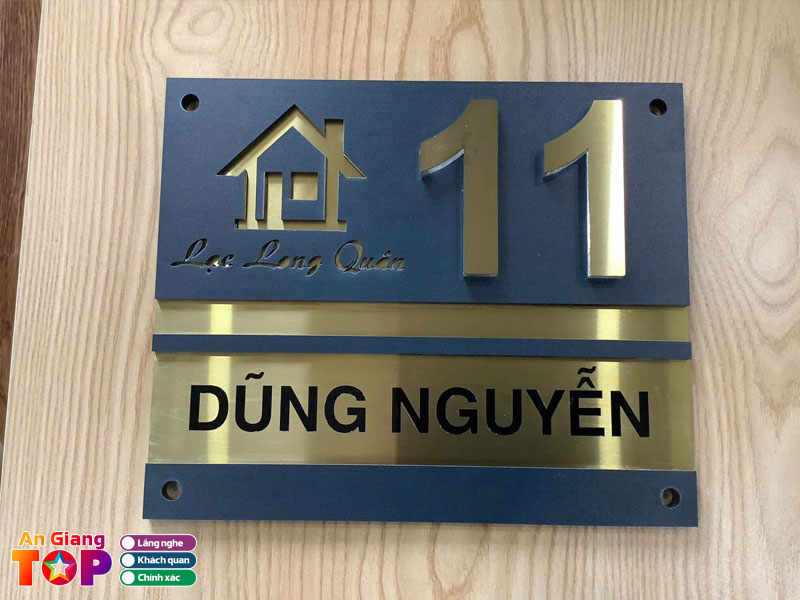 Lạc Long Quân 11
DŨNG NGUYỄN
An Giang
TOP
Lắng nghe
Khách quan
Chính xác